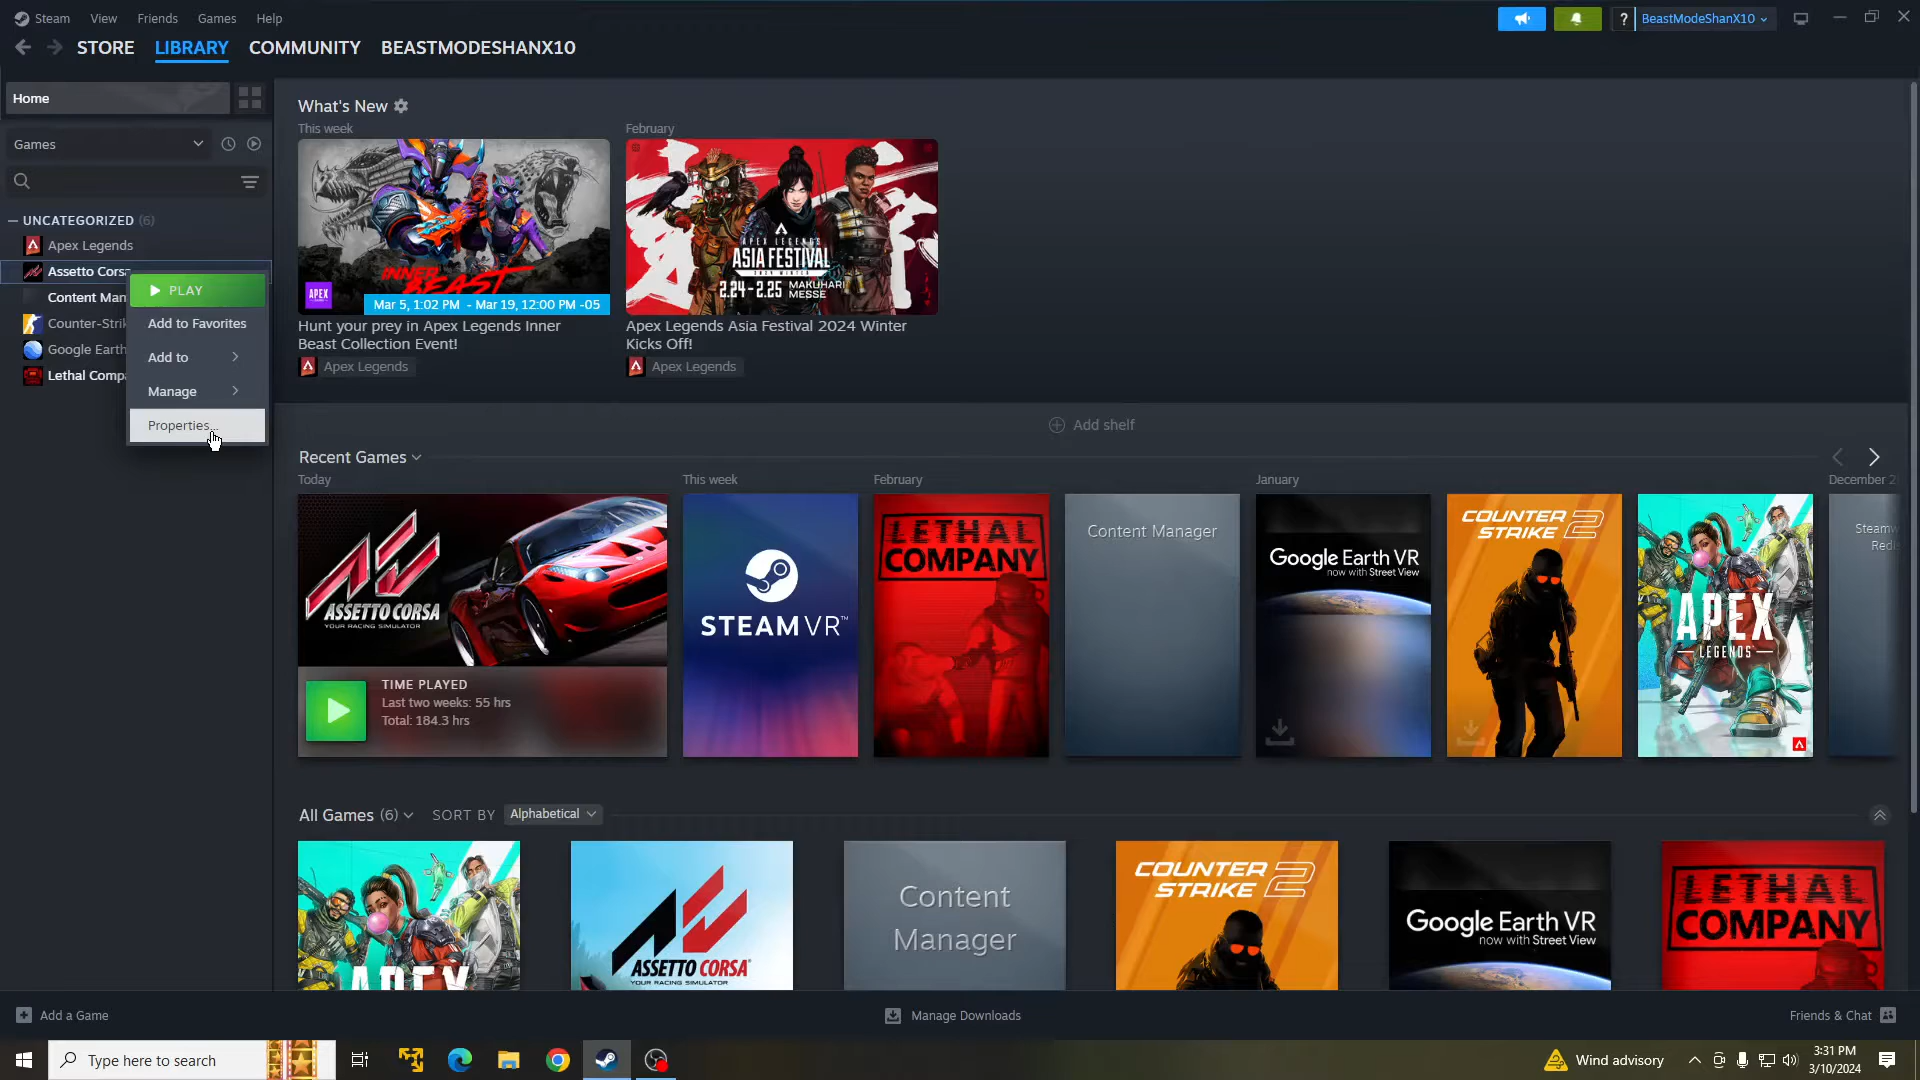 Steam View Friends Games Help
? BeastModeShanX10
STORE LIBRARY COMMUNITY BEASTMODESHANX10
Home
Games
UNCATEGORIZED (6)
Apex Legends
Assetto Corsa
Content Man
Counter-Strik
Google Earth
Lethal Comp
PLAY
Add to Favorites
Add to
Manage
Properties...
What's New
This week
February
INNER BEAST
APEX
Mar 5, 1:02 PM - Mar 19, 12:00 PM -05
APEX LEGENDS
ASIA FESTIVAL
2024 WINTER
2.24 - 2.25 MAKUHARI MESSE
Hunt your prey in Apex Legends Inner
Beast Collection Event!
Apex Legends
Apex Legends Asia Festival 2024 Winter
Kicks Off!
Apex Legends
Add shelf
Recent Games
Today
This week
February
January
December 2
ASSETTO CORSA
YOUR RACING SIMULATOR
TIME PLAYED
Last two weeks: 55 hrs
Total: 184.3 hrs
STEAMVR™
LETHAL
COMPANY
Content Manager
Google Earth VR
now with Street View
COUNTER
STRIKE 2
APEX
LEGENDS
Steamw
Redis
All Games (6) SORT BY Alphabetical
APEX
ASSETTO CORSA
YOUR RACING SIMULATOR
Content
Manager
COUNTER
STRIKE 2
Google Earth VR
now with Street View
LETHAL
COMPANY
Add a Game
Manage Downloads
Friends & Chat
Type here to search
Wind advisory
3:31 PM
3/10/2024